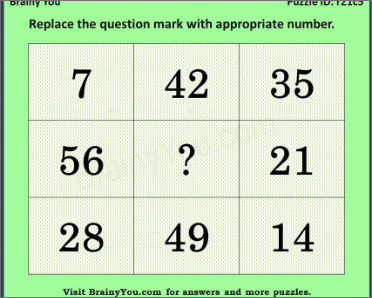 Brainy You Puzzle ID: Y21C5
Replace the question mark with appropriate number.
7 42 35
56 ? 21
28 49 14
BrainyYou.com
Visit BrainyYou.com for answers and more puzzles.